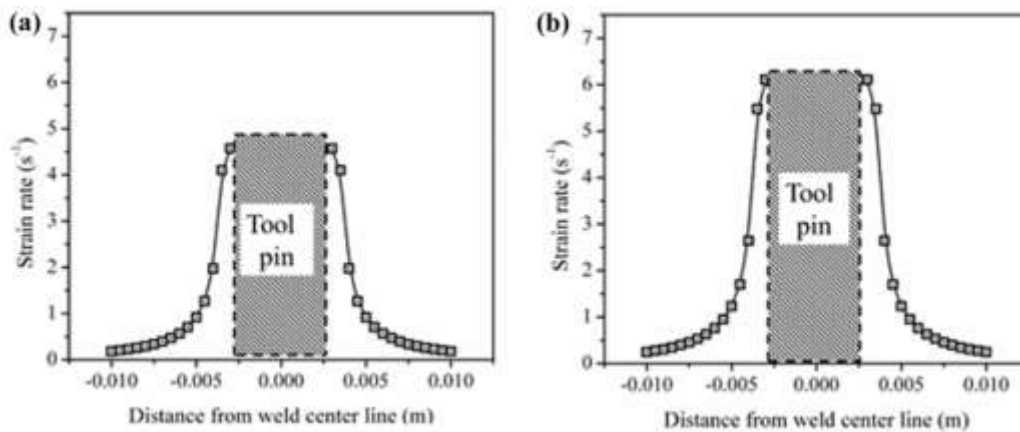 (a)
7
6
5
4
3
2
1
0
Strain rate (s⁻¹)
Tool
pin
-0.010 -0.005 0.000 0.005 0.010
Distance from weld center line (m)
(b)
7
6
5
4
3
2
1
0
Strain rate (s⁻¹)
Tool
pin
-0.010 -0.005 0.000 0.005 0.010
Distance from weld center line (m)